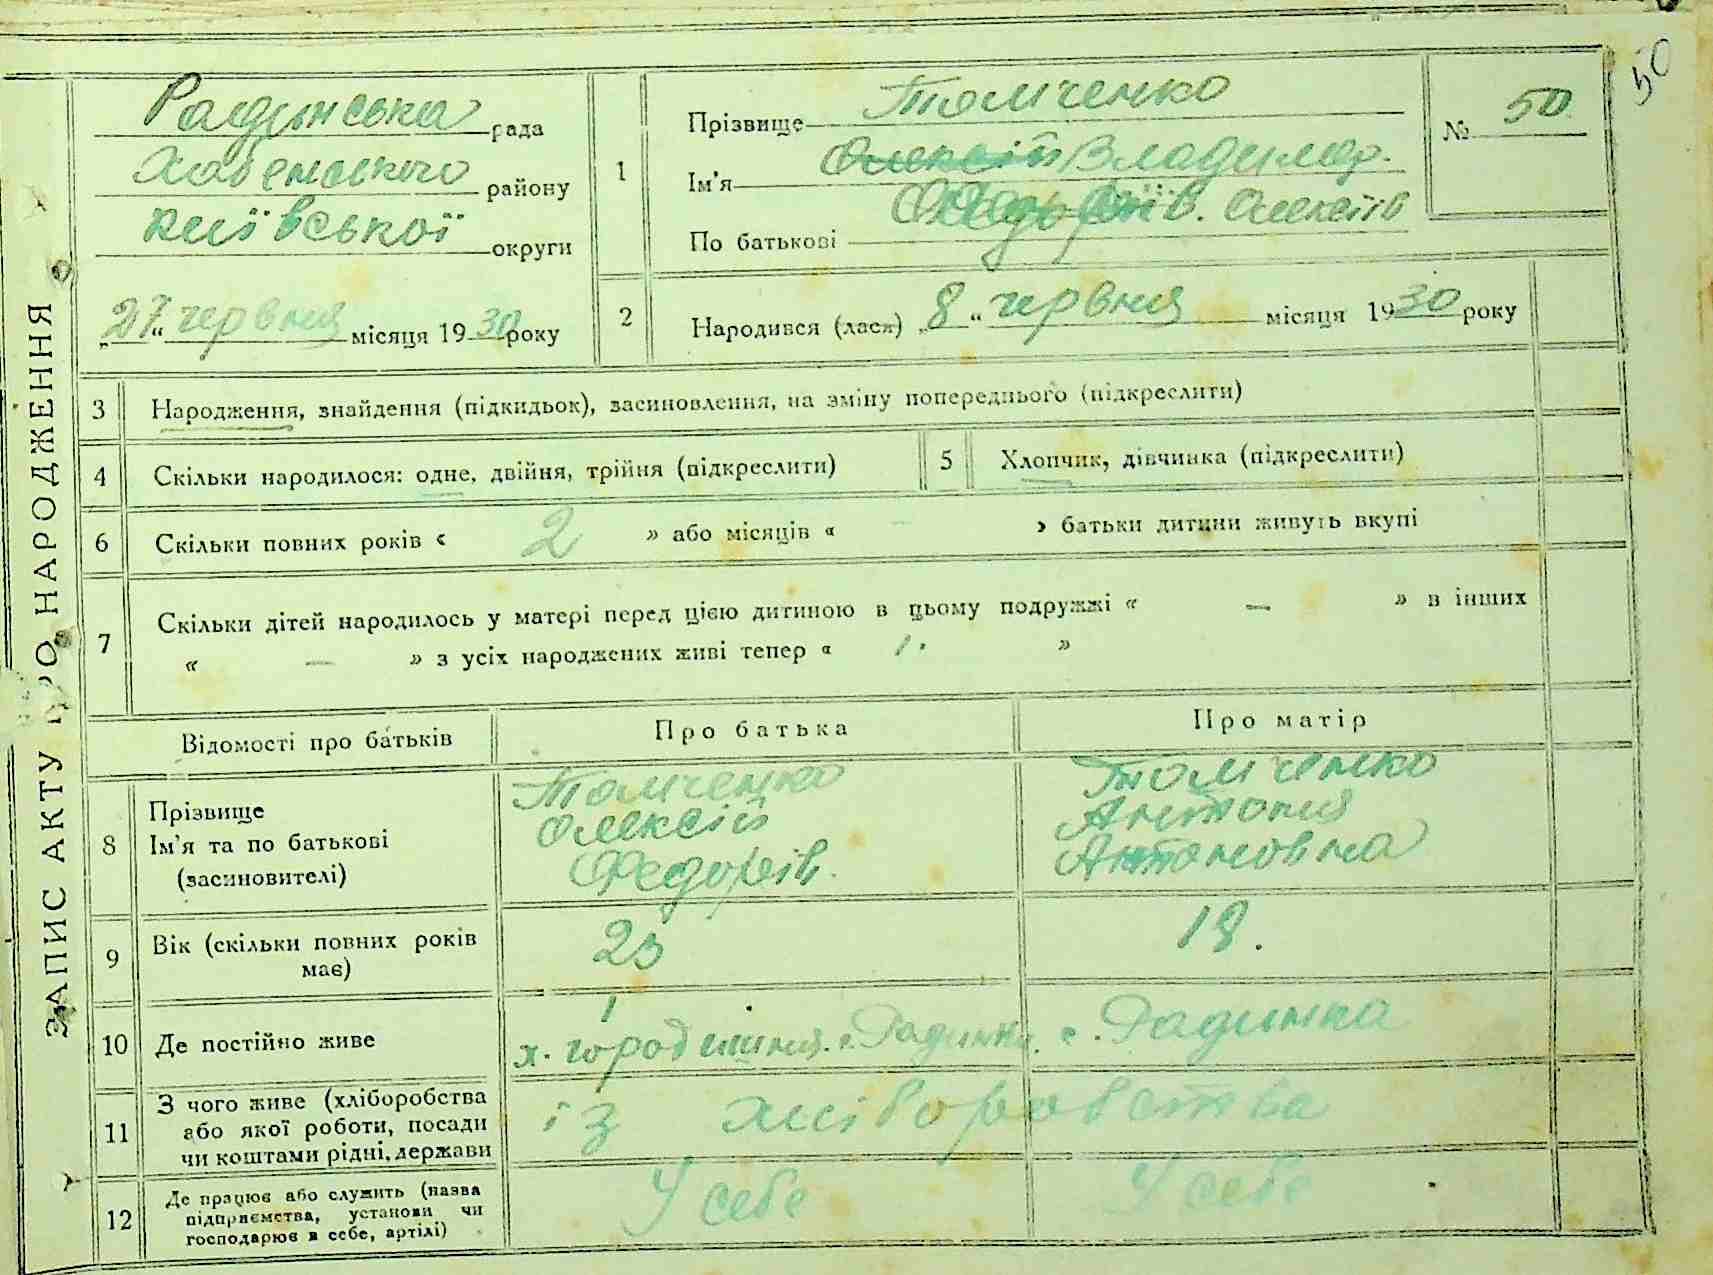 50
ЗАПИС АКТУ ПРО НАРОДЖЕННЯ
Радинська рада
Хабенського району
Київської округи
„27“ червня місяця 1930 року
1
Прізвище Томченко
Ім'я Олексій Владимир.
По батькові Федорів. Олексіїв
№ 50
2
Народився (лася) „8“ червня місяця 1930 року
3 Народження, знайдення (підкидьок), засиновлення, на зміну попереднього (підкреслити)
4 Скільки народилося: одне, двійня, трійня (підкреслити)
5 Хлопчик, дівчинка (підкреслити)
6 Скільки повних років « 2 » або місяців « — » батьки дитини живуть вкупі
7 Скільки дітей народилось у матері перед цією дитиною в цьому подружжі « — » в інших
« — » з усіх народжених живі тепер « 1. »
Відомості про батьків Про батька Про матір
8 Прізвище Томченко Томченко
Ім'я та по батькові Олексій Антонія
(засиновителі) Федорів. Антоновна
9 Вік (скільки повних років має) 23 18.
10 Де постійно живе х. Городищня. с. Радинка. с. Радинка
11 З чого живе (хліборобства
або якої роботи, посади
чи коштами рідні, держави
із хліборобства
12 Де працює або служить (назва
підприємства, установи чи
господарює в себе, артілі)
У себе У себе